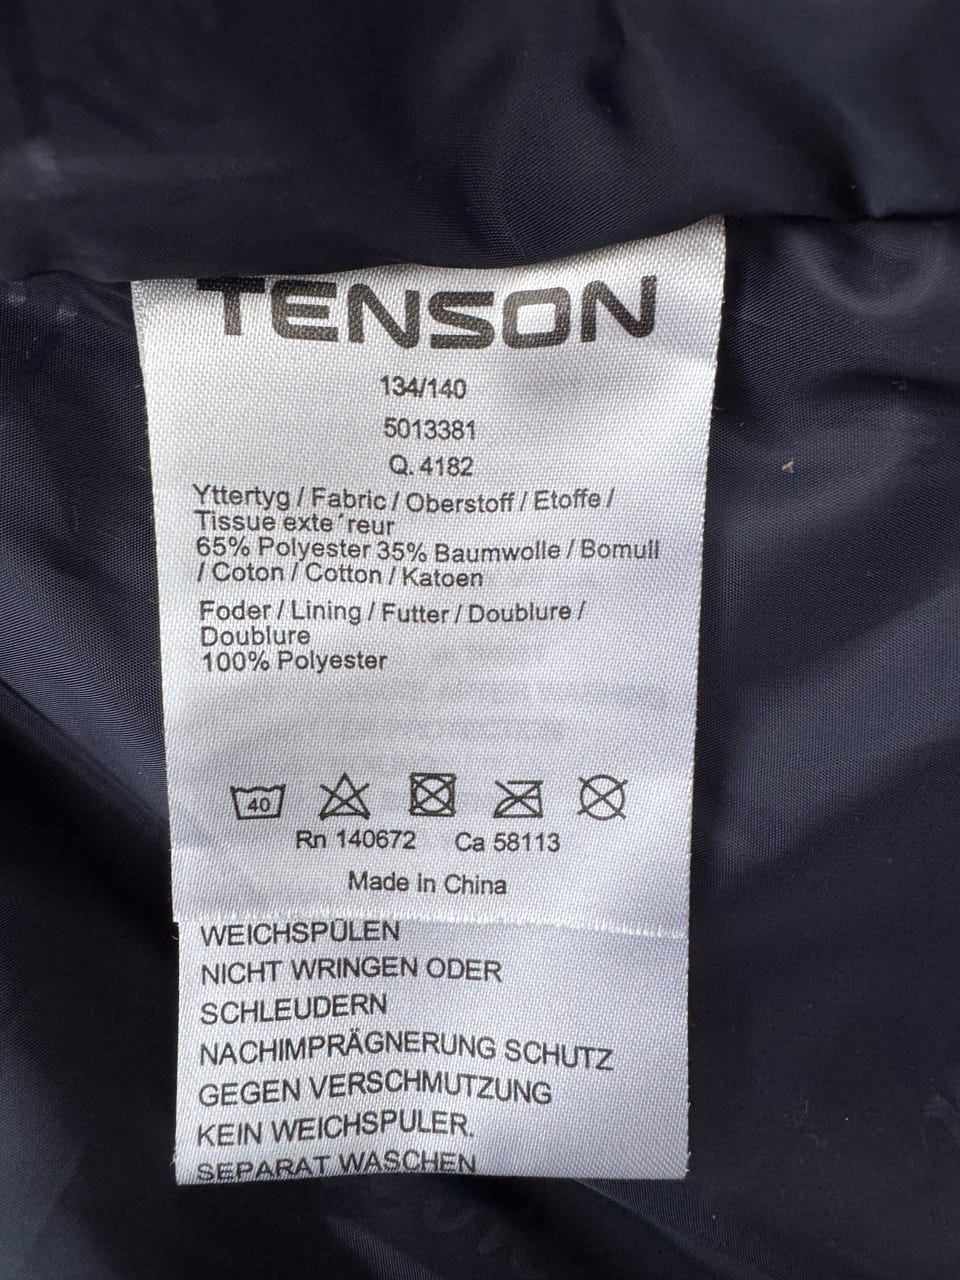 TENSON
134/140
5013381
Q. 4182
Yttertyg / Fabric / Oberstoff / Etoffe /
Tissue exte´reur
65% Polyester 35% Baumwolle / Bomull
/ Coton / Cotton / Katoen
Foder / Lining / Futter / Doublure /
Doublure
100% Polyester
40
Rn 140672 Ca 58113
Made in China
WEICHSPÜLEN
NICHT WRINGEN ODER
SCHLEUDERN
NACHIMPRÄGNERUNG SCHUTZ
GEGEN VERSCHMUTZUNG
KEIN WEICHSPULER.
SEPARAT WASCHEN